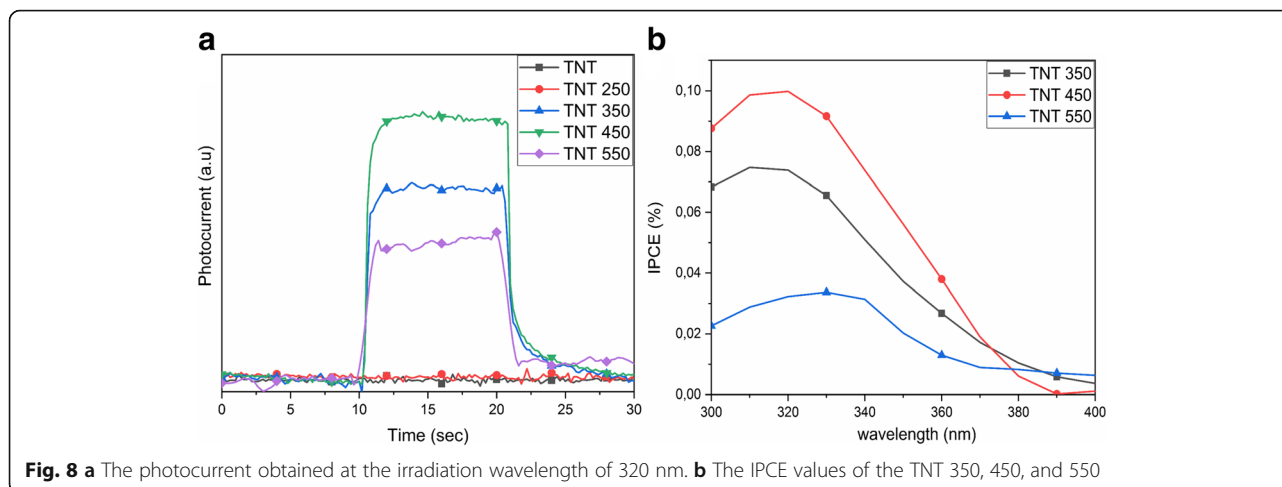 a
Photocurrent (a.u)
TNT
TNT 250
TNT 350
TNT 450
TNT 550
0 5 10 15 20 25 30
Time (sec)
b
IPCE (%)
0,10
0,08
0,06
0,04
0,02
0,00
TNT 350
TNT 450
TNT 550
300 320 340 360 380 400
wavelength (nm)
Fig. 8 a The photocurrent obtained at the irradiation wavelength of 320 nm. b The IPCE values of the TNT 350, 450, and 550